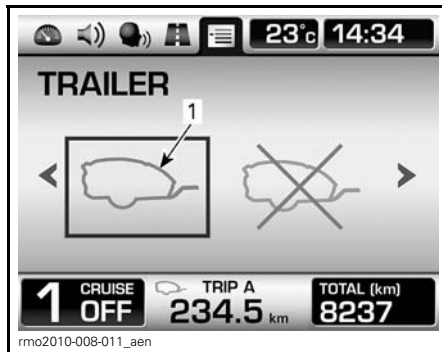 23°c 14:34
TRAILER
1
1 CRUISE OFF
TRIP A
234.5 km
TOTAL (km)
8237
rmo2010-008-011_aen